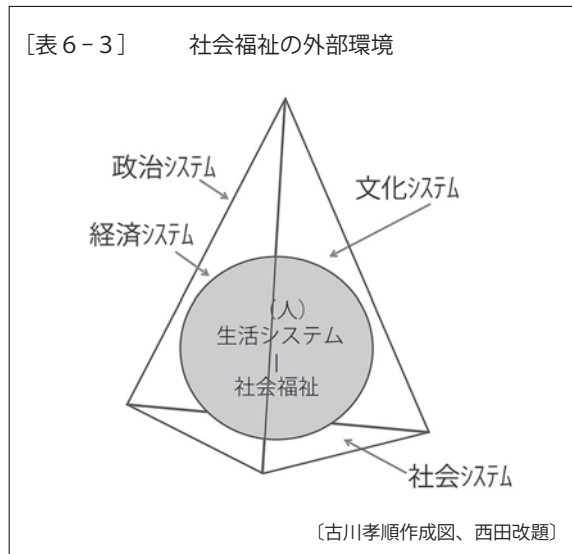 ［表６-３］　　社会福祉の外部環境
政治ｼｽﾃﾑ
文化ｼｽﾃﾑ
経済ｼｽﾃﾑ
（人）
生活システム
｜
社会福祉
社会ｼｽﾃﾑ
〔古川孝順作成図、西田改題〕